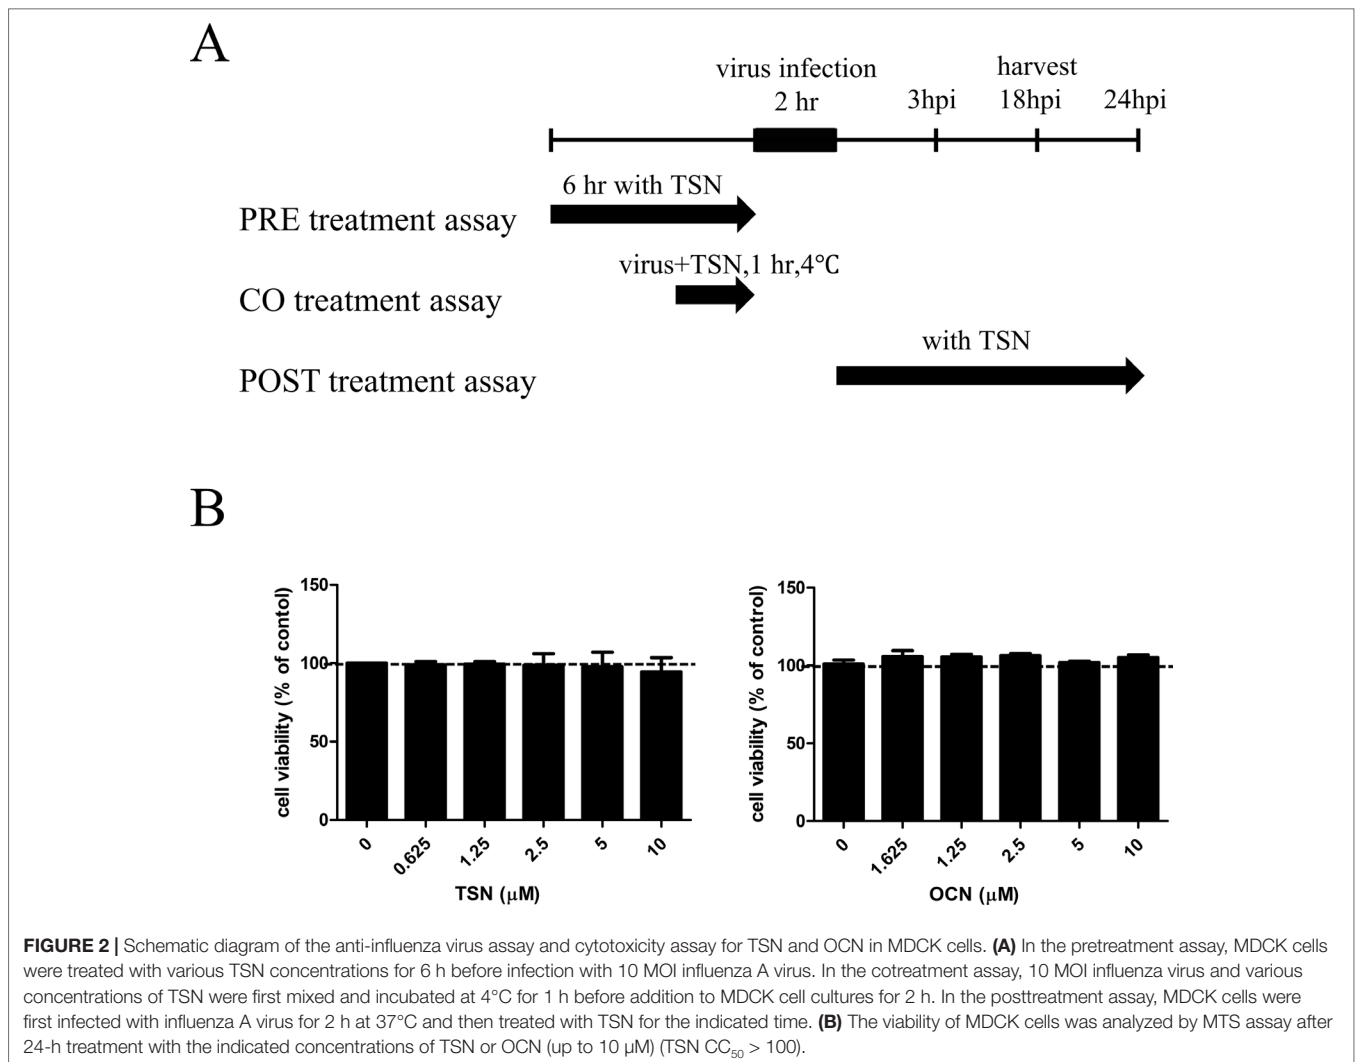 A
virus infection
2 hr
3hpi
harvest
18hpi
24hpi
6 hr with TSN
PRE treatment assay
virus+TSN,1 hr,4°C
CO treatment assay
with TSN
POST treatment assay
B
cell viability (% of contol)
150
100
50
0
0
0.625
1.25
2.5
5
10
TSN (μM)
cell viability (% of control)
150
100
50
0
0
1.625
1.25
2.5
5
10
OCN (μM)
FIGURE 2 | Schematic diagram of the anti-influenza virus assay and cytotoxicity assay for TSN and OCN in MDCK cells. (A) In the pretreatment assay, MDCK cells
were treated with various TSN concentrations for 6 h before infection with 10 MOI influenza A virus. In the cotreatment assay, 10 MOI influenza virus and various
concentrations of TSN were first mixed and incubated at 4°C for 1 h before addition to MDCK cell cultures for 2 h. In the posttreatment assay, MDCK cells were
first infected with influenza A virus for 2 h at 37°C and then treated with TSN for the indicated time. (B) The viability of MDCK cells was analyzed by MTS assay after
24-h treatment with the indicated concentrations of TSN or OCN (up to 10 μM) (TSN CC50 > 100).